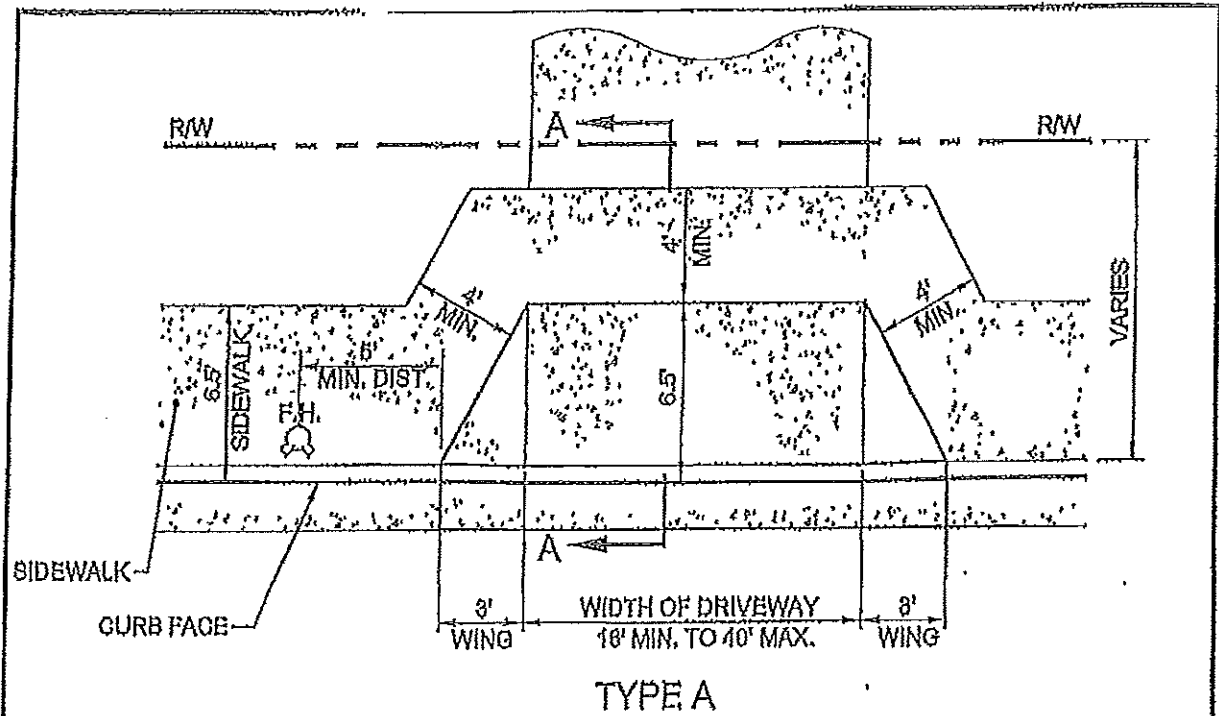 R/W
A
R/W
4'
MIN.
4'
MIN.
4'
MIN.
VARIES
6.5'
SIDEWALK
5'
MIN. DIST.
F.H.
6.5'
SIDEWALK
CURB FACE
A
3'
WING
WIDTH OF DRIVEWAY
16' MIN. TO 40' MAX.
3'
WING
TYPE A